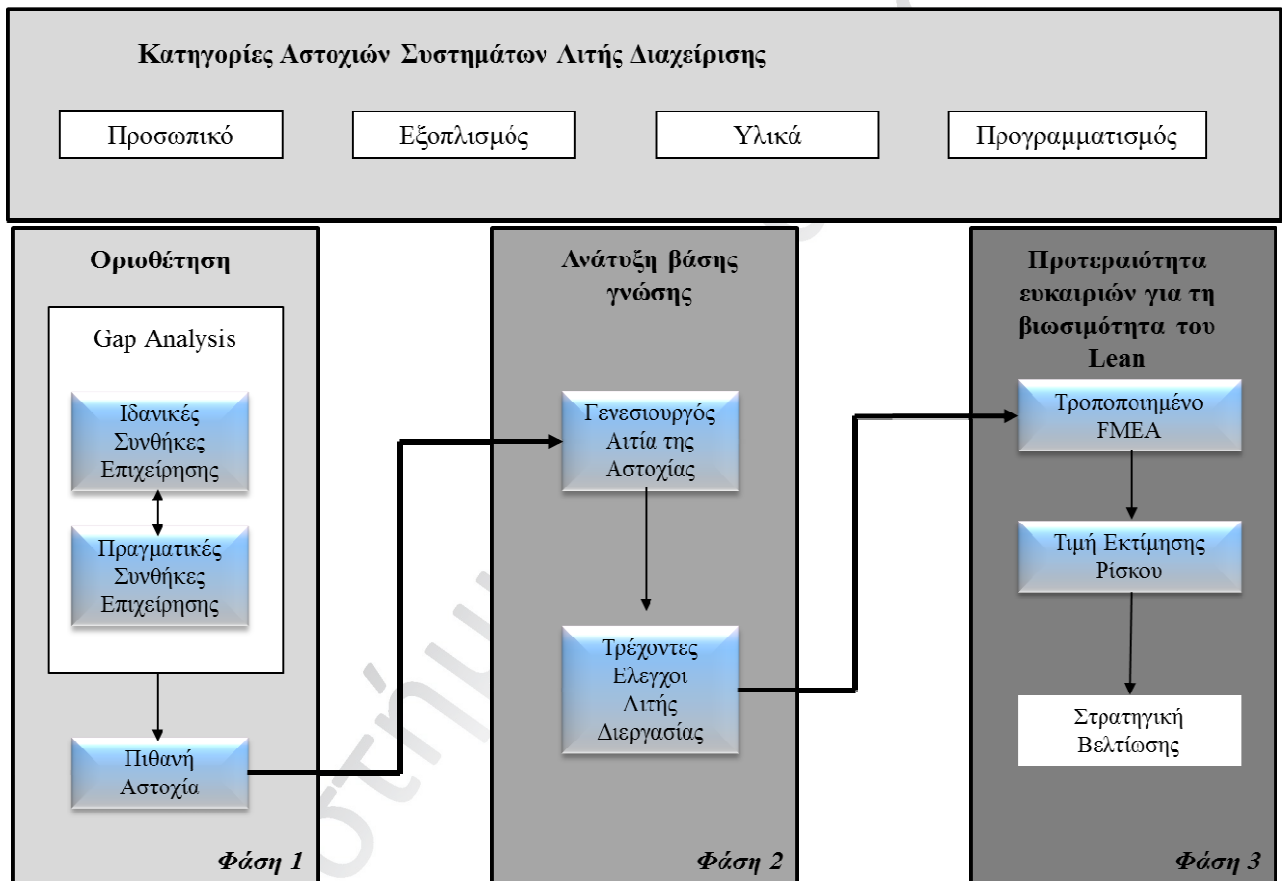 Κατηγορίες Αστοχιών Συστημάτων Λιτής Διαχείρισης
Προσωπικό
Εξοπλισμός
Υλικά
Προγραμματισμός
Οριοθέτηση
Gap Analysis
Ιδανικές
Συνθήκες
Επιχείρησης
Πραγματικές
Συνθήκες
Επιχείρησης
Πιθανή
Αστοχία
Φάση 1
Ανάτυξη βάσης
γνώσης
Γενεσιουργός
Αιτία της
Αστοχίας
Τρέχοντες
Ελεγχοι
Λιτής
Διεργασίας
Φάση 2
Προτεραιότητα
ευκαιριών για τη
βιωσιμότητα του
Lean
Τροποποιημένο
FMEA
Τιμή Εκτίμησης
Ρίσκου
Στρατηγική
Βελτίωσης
Φάση 3